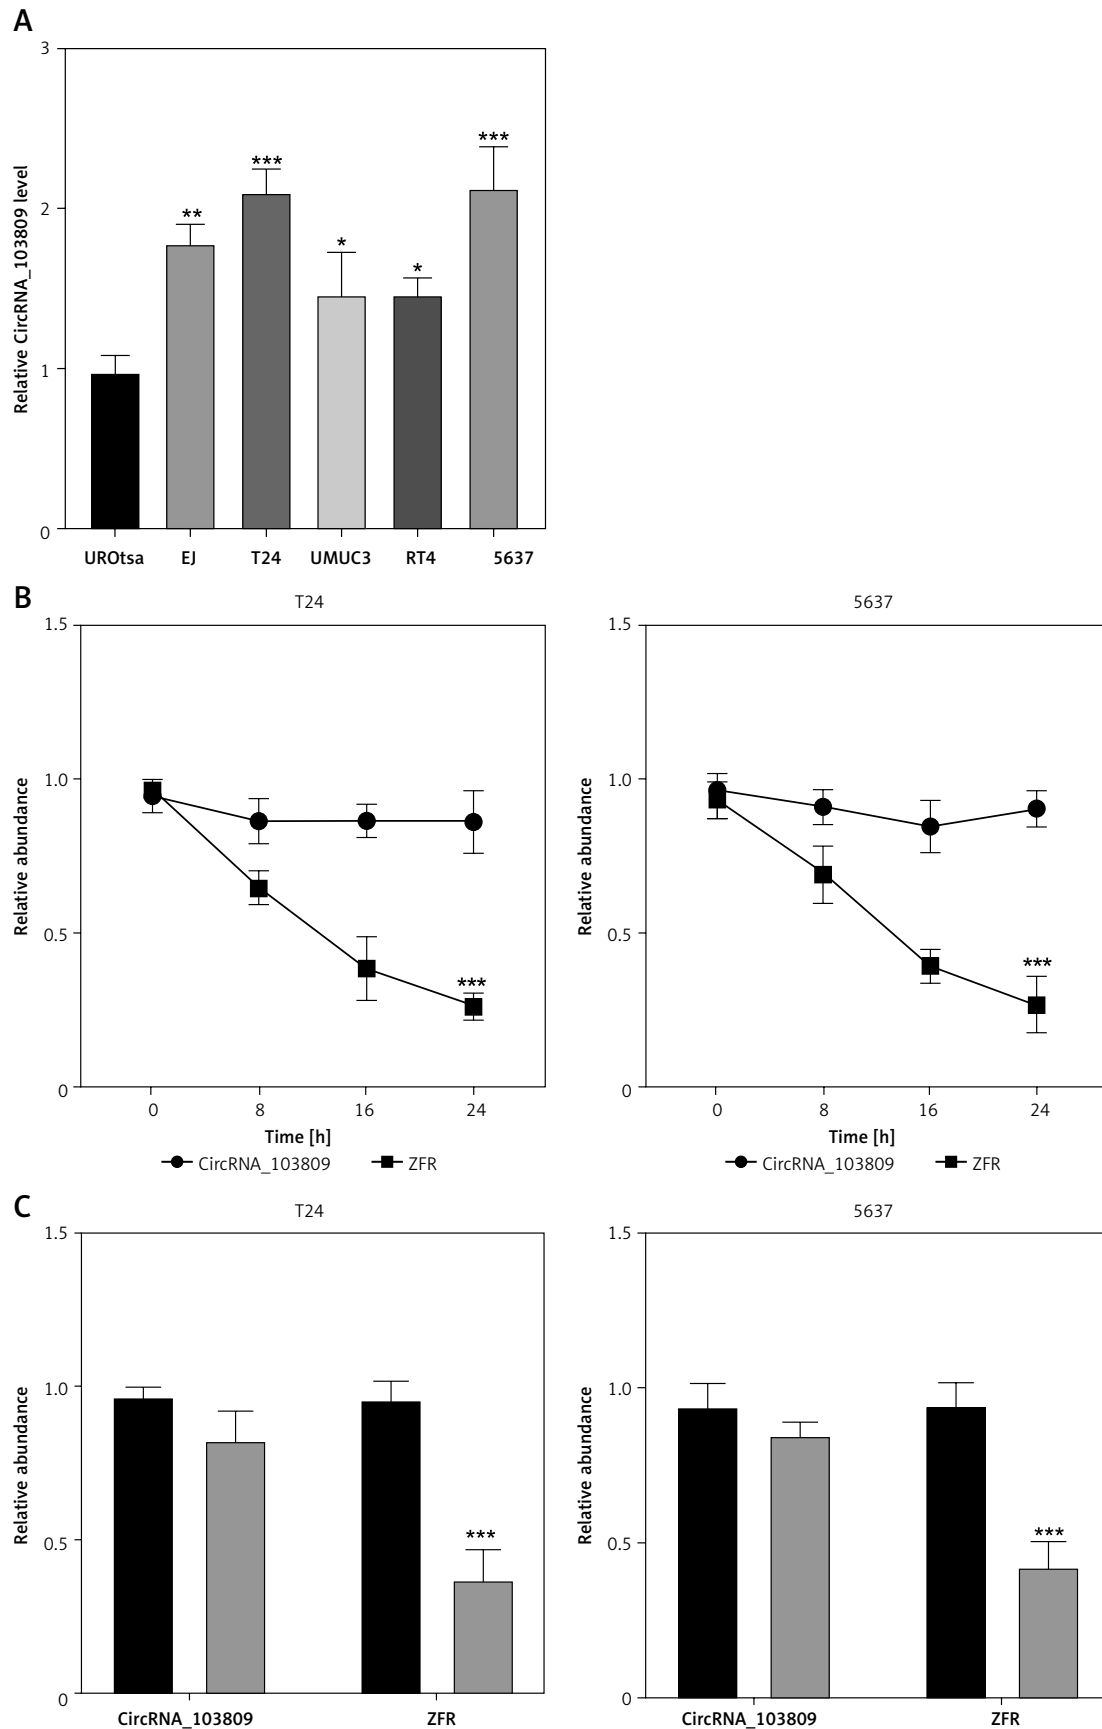 A
Relative CircRNA_103809 level
3
2
1
0
**
***
*
*
***
UROtsa EJ T24 UMUC3 RT4 5637
B
T24
Relative abundance
1.5
1.0
0.5
0
***
0 8 16 24
Time [h]
CircRNA_103809 ZFR
5637
Relative abundance
1.5
1.0
0.5
0
***
0 8 16 24
Time [h]
CircRNA_103809 ZFR
C
T24
Relative abundance
1.5
1.0
0.5
0
***
CircRNA_103809 ZFR
5637
Relative abundance
1.5
1.0
0.5
0
***
CircRNA_103809 ZFR